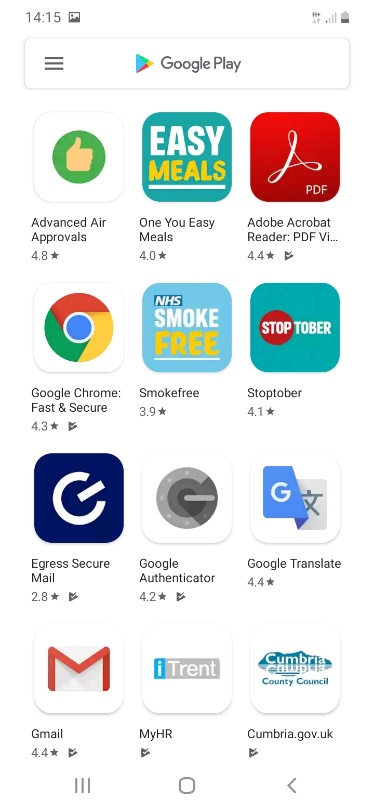 14:15
H+
Google Play
EASY
MEALS
PDF
Advanced Air
Approvals
One You Easy
Meals
Adobe Acrobat
Reader: PDF Vi...
4.8 ★
4.0 ★
4.4 ★
NHS
SMOKE
FREE
STOPTOBER
Google Chrome:
Fast & Secure
Smokefree
Stoptober
4.3 ★
3.9 ★
4.1 ★
G 文
Egress Secure
Mail
Google
Authenticator
Google Translate
2.8 ★
4.2 ★
4.4 ★
iTrent
Cumbria
County Council
Gmail
MyHR
Cumbria.gov.uk
4.4 ★